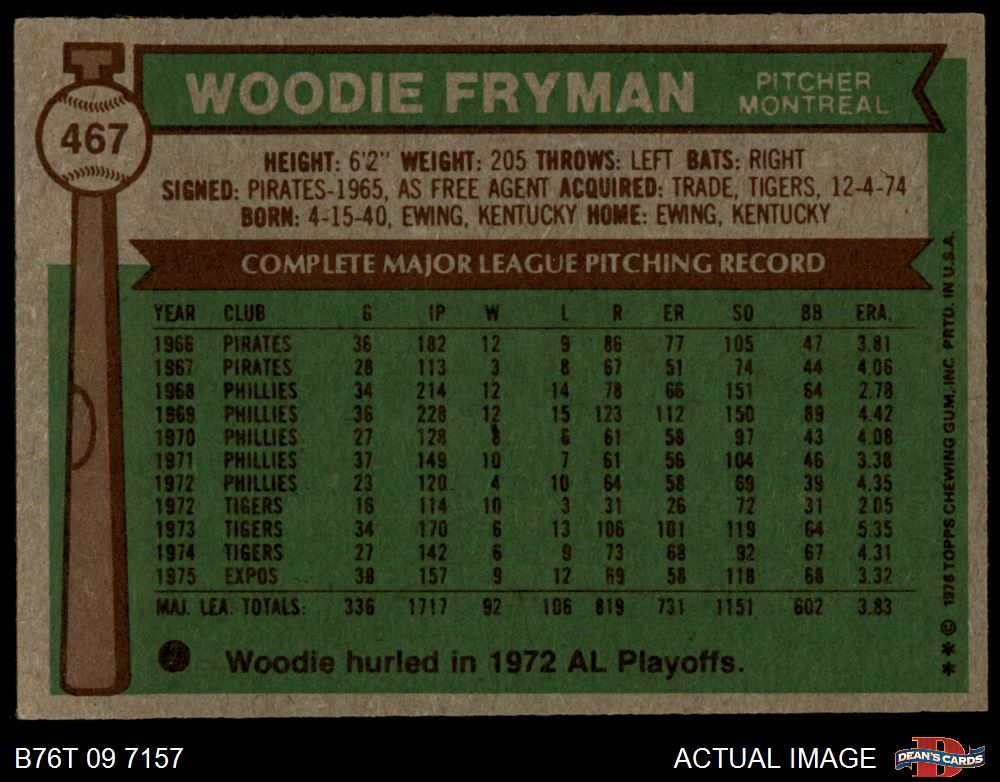 WOODIE FRYMAN
PITCHER
MONTREAL
467
HEIGHT: 6'2" WEIGHT: 205 THROWS: LEFT BATS: RIGHT
SIGNED: PIRATES-1965, AS FREE AGENT ACQUIRED: TRADE, TIGERS, 12-4-74
BORN: 4-15-40, EWING, KENTUCKY HOME: EWING, KENTUCKY
COMPLETE MAJOR LEAGUE PITCHING RECORD
YEAR CLUB G IP W L R ER SO BB ERA.
1966 PIRATES 36 182 12 9 86 77 105 47 3.81
1967 PIRATES 28 113 3 8 67 51 74 44 4.06
1968 PHILLIES 34 214 12 14 78 66 151 64 2.78
1969 PHILLIES 36 228 12 15 123 112 150 89 4.42
1970 PHILLIES 27 128 8 6 61 58 97 43 4.08
1971 PHILLIES 37 149 10 7 61 56 104 46 3.38
1972 PHILLIES 23 120 4 10 64 58 69 39 4.35
1972 TIGERS 16 114 10 3 31 26 72 31 2.05
1973 TIGERS 34 170 6 13 106 101 119 64 5.35
1974 TIGERS 27 142 6 9 73 68 92 67 4.31
1975 EXPOS 38 157 9 12 69 58 118 68 3.32
MAJ. LEA. TOTALS: 336 1717 92 106 819 731 1151 602 3.83
Woodie hurled in 1972 AL Playoffs.
* * © 1976 TOPPS CHEWING GUM, INC. PRTD. IN U.S.A.
B76T 09 7157
ACTUAL IMAGE
D
DEAN'S CARDS